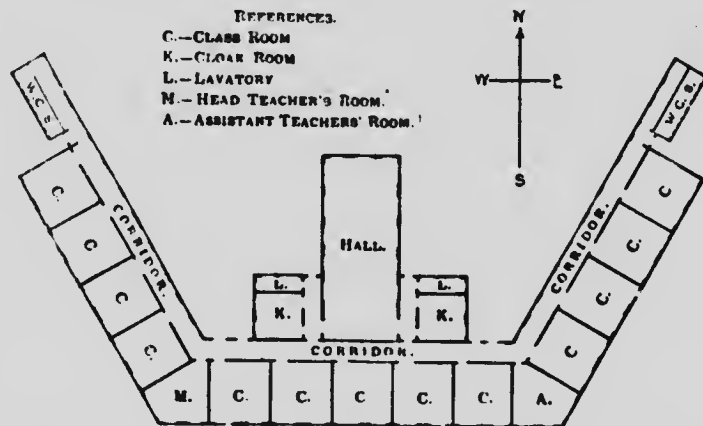 REFERENCES.
C.—CLASS ROOM
K.—CLOAK ROOM
L.—LAVATORY
M.—HEAD TEACHER'S ROOM.
A.—ASSISTANT TEACHERS' ROOM.
N
W E
S
W.C.S. W.C.S.
C. C
C C.
CORRIDOR. CORRIDOR.
HALL.
C C.
L. L.
K. K.
C. C
CORRIDOR.
M. C. C. C C. C. A.